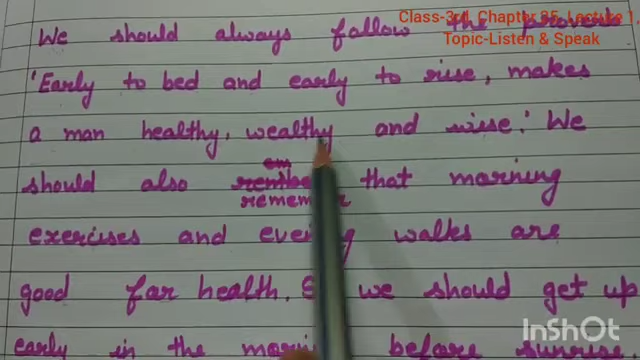 Class-3rd, Chapter 25, Lecture 1,
Topic-Listen & Speak
We should always follow the proverb
'Early to bed and early to rise, makes
a man healthy, wealthy and wise.' We
should also that morning
remember
exercises and evening walks are
good for health. we should get up
early in the before sunrise.
InShOt